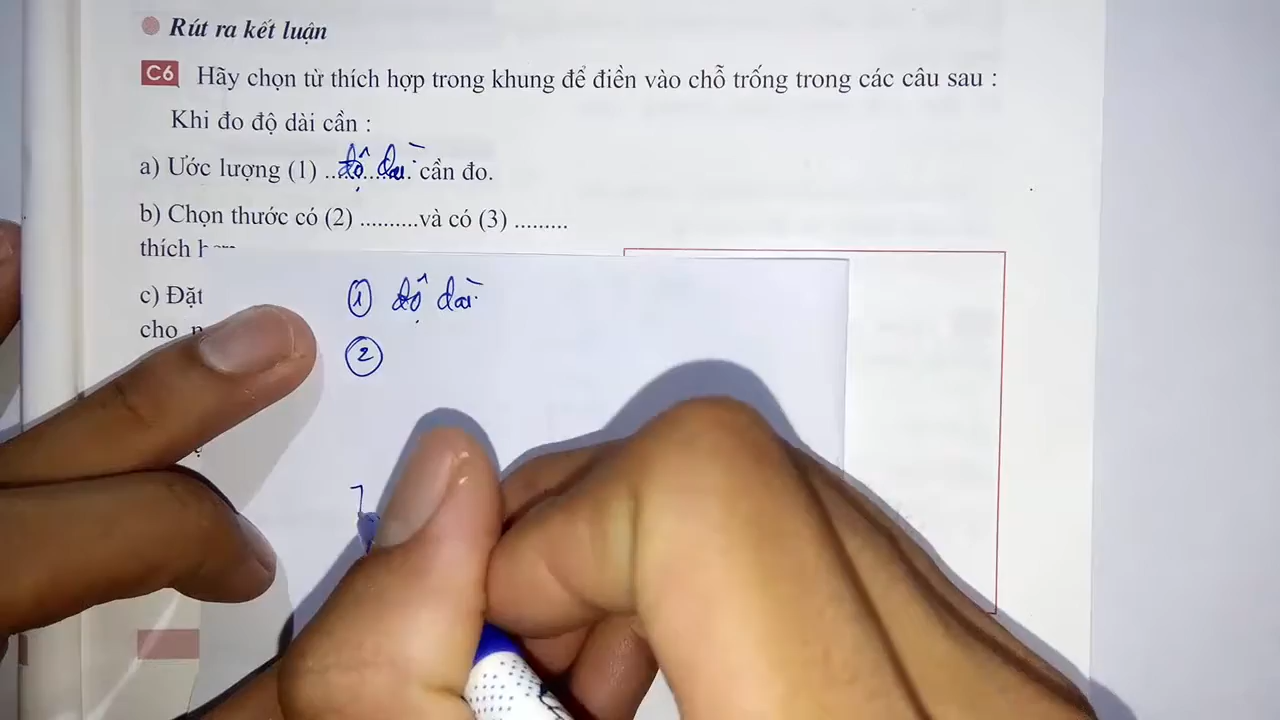 Rút ra kết luận
C6 Hãy chọn từ thích hợp trong khung để điền vào chỗ trống trong các câu sau :
Khi đo độ dài cần :
a) Ước lượng (1) ...độ dài... cần đo.
b) Chọn thước có (2) ..........và có (3) .........
thích
c) Đặt
cho
① độ dài
②